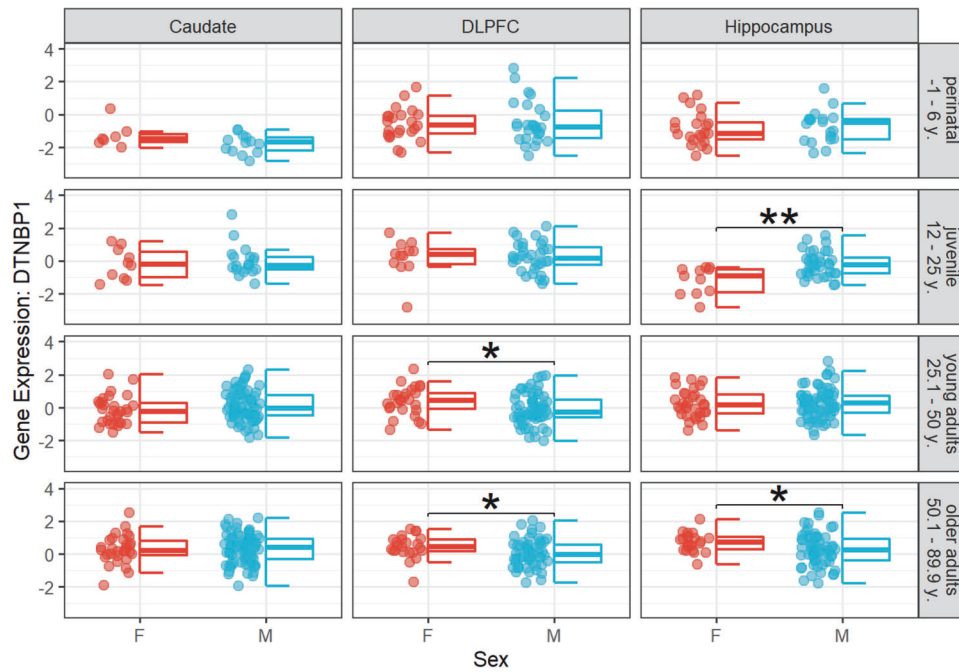 Caudate
DLPFC
Hippocampus
Gene Expression: DTNBP1
4
2
0
-2
perinatal
-1 - 6 y.
**
4
2
0
-2
juvenile
12 - 25 y.
*
4
2
0
-2
young adults
25.1 - 50 y.
*
*
4
2
0
-2
older adults
50.1 - 89.9 y.
F
M
F
M
F
M
Sex